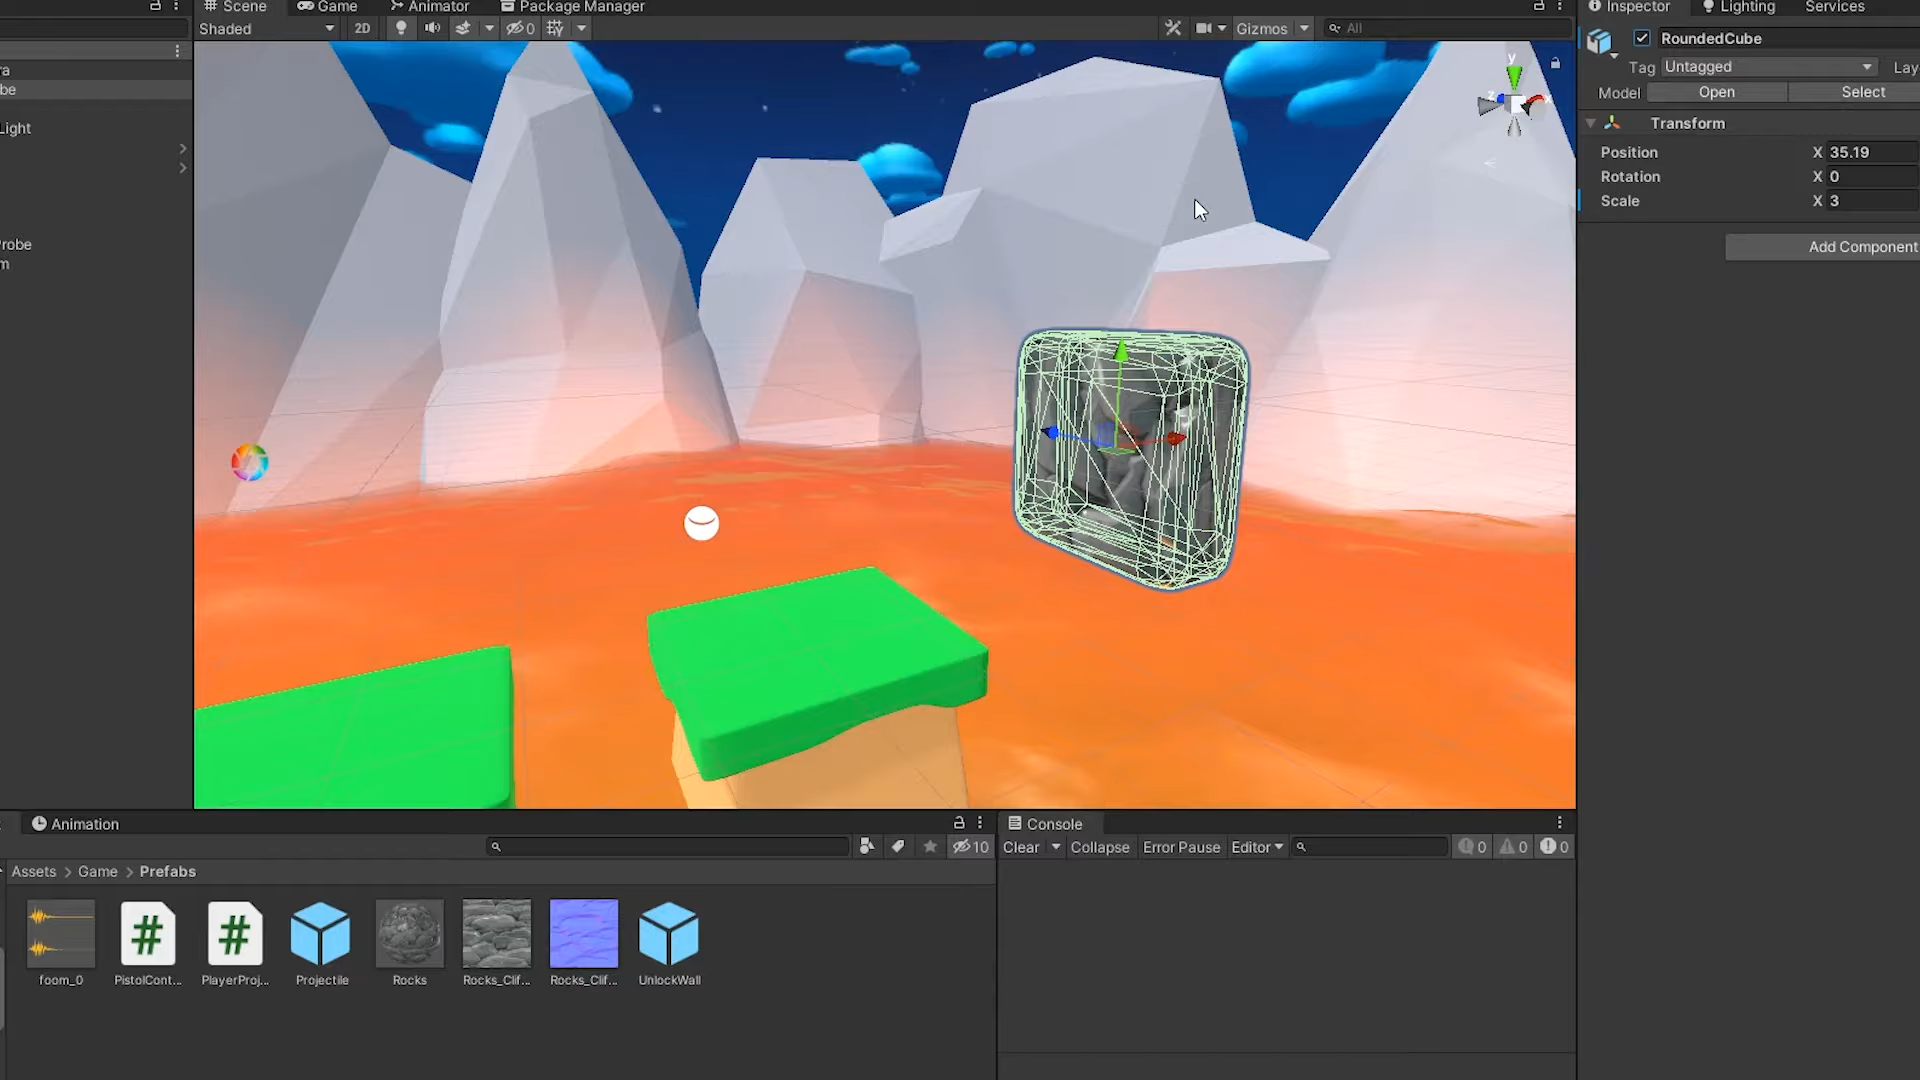 Scene Game Animator Package Manager
Shaded 2D 0 Gizmos All
y
z x
ra
be
Light
Probe
m
Inspector Lighting Services
RoundedCube
Tag Untagged Lay
Model Open Select
Transform
Position X 35.19
Rotation X 0
Scale X 3
Add Component
Animation
10
Assets > Game > Prefabs
foom_0 PistolCont... PlayerProj... Projectile Rocks Rocks_Clif... Rocks_Clif... UnlockWall
Console
Clear Collapse Error Pause Editor 0 0 0